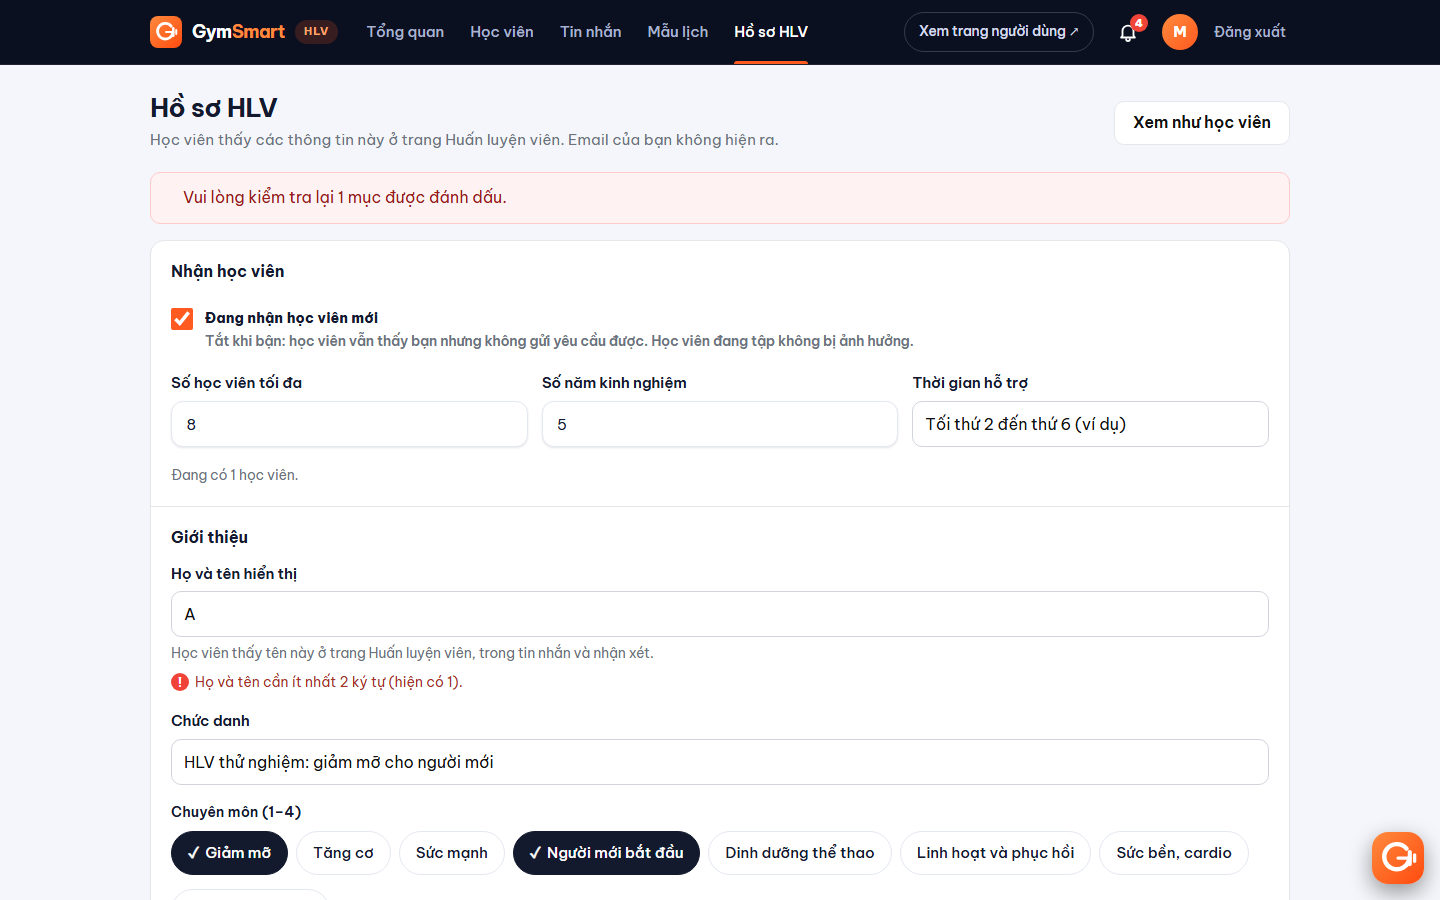 GymSmart HLV Tổng quan Học viên Tin nhắn Mẫu lịch Hồ sơ HLV Xem trang người dùng ↗ 4 M Đăng xuất
Hồ sơ HLV
Học viên thấy các thông tin này ở trang Huấn luyện viên. Email của bạn không hiện ra.
Xem như học viên
Vui lòng kiểm tra lại 1 mục được đánh dấu.
Nhận học viên
Đang nhận học viên mới
Tắt khi bận: học viên vẫn thấy bạn nhưng không gửi yêu cầu được. Học viên đang tập không bị ảnh hưởng.
Số học viên tối đa Số năm kinh nghiệm Thời gian hỗ trợ
8 5 Tối thứ 2 đến thứ 6 (ví dụ)
Đang có 1 học viên.
Giới thiệu
Họ và tên hiển thị
A
Học viên thấy tên này ở trang Huấn luyện viên, trong tin nhắn và nhận xét.
! Họ và tên cần ít nhất 2 ký tự (hiện có 1).
Chức danh
HLV thử nghiệm: giảm mỡ cho người mới
Chuyên môn (1–4)
✓ Giảm mỡ Tăng cơ Sức mạnh ✓ Người mới bắt đầu Dinh dưỡng thể thao Linh hoạt và phục hồi Sức bền, cardio